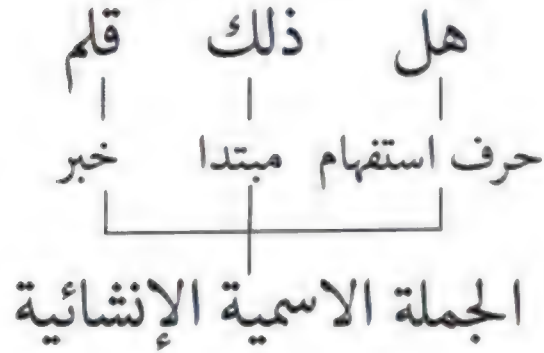 هل ذلك قلم
حرف استفهام مبتدا خبر
الجملة الاسمية الإنشائية